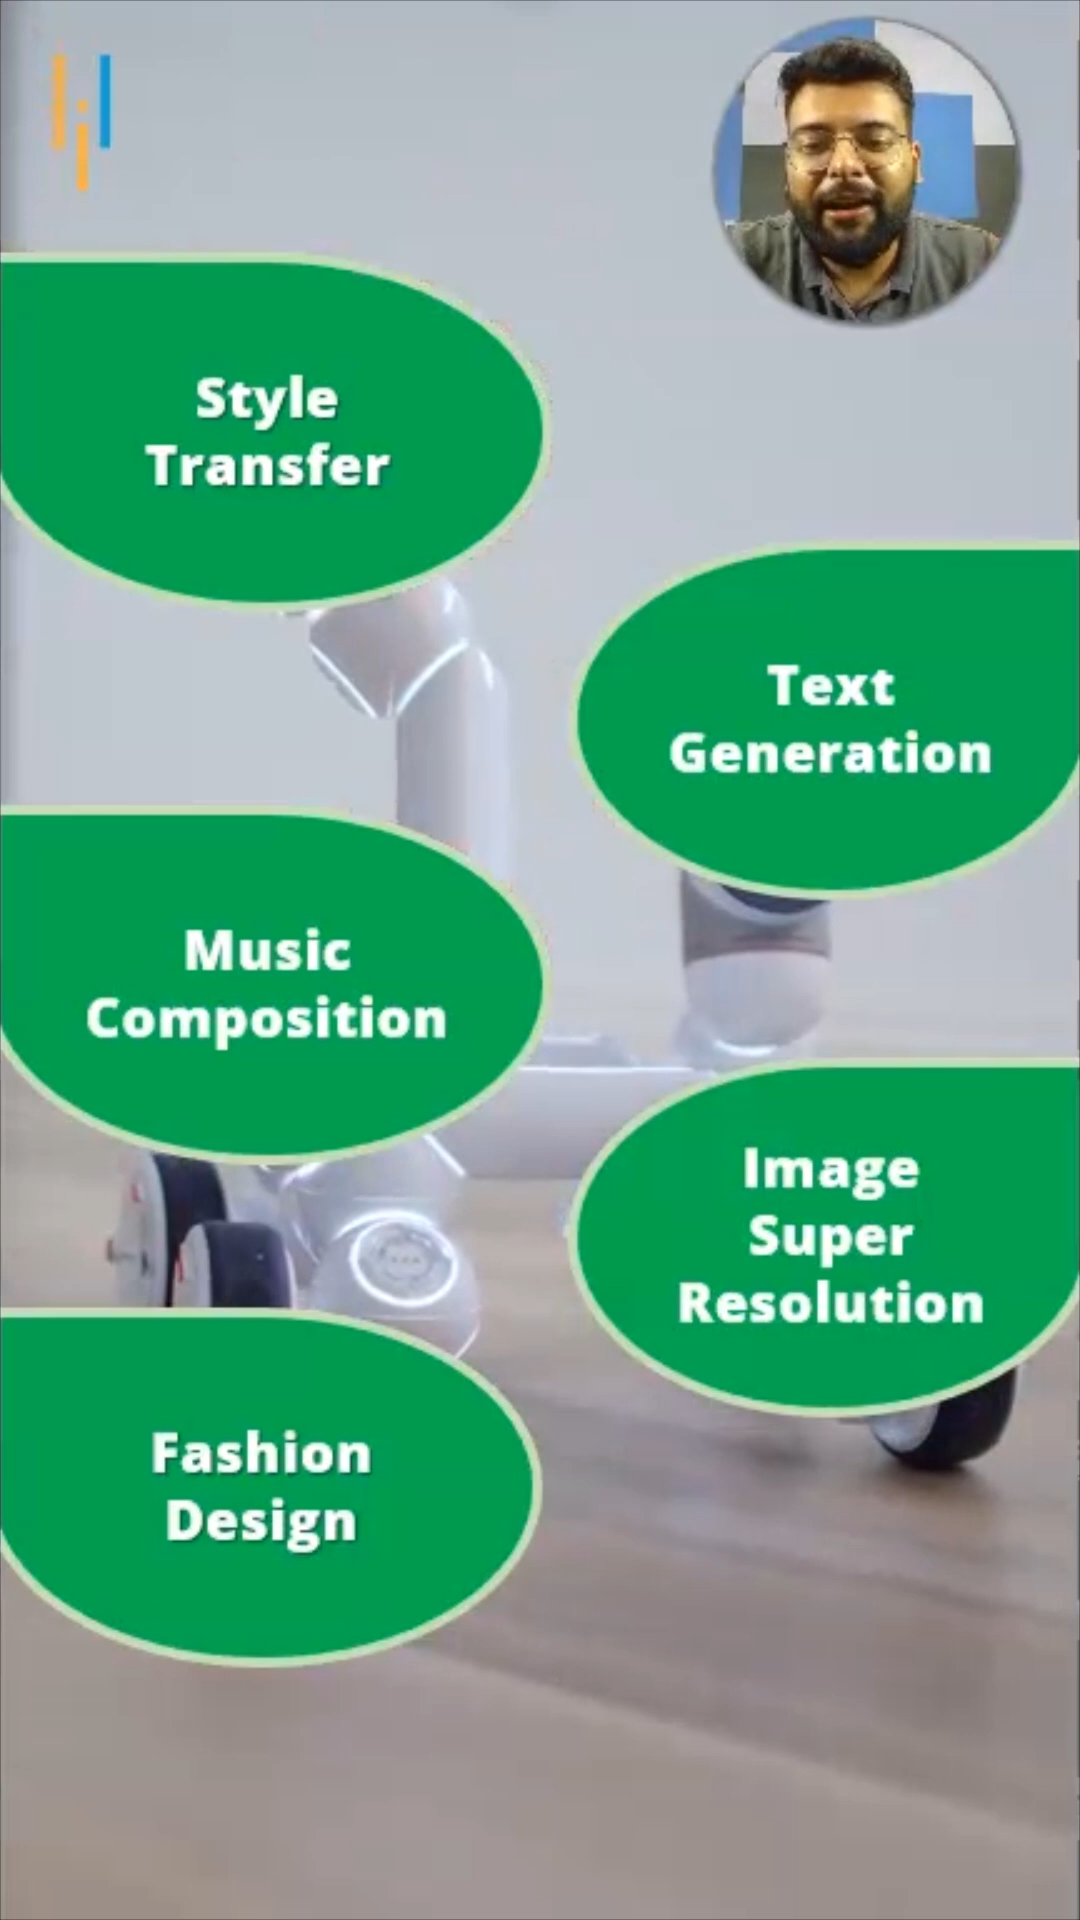 Style
Transfer
Text
Generation
Music
Composition
Image
Super
Resolution
Fashion
Design